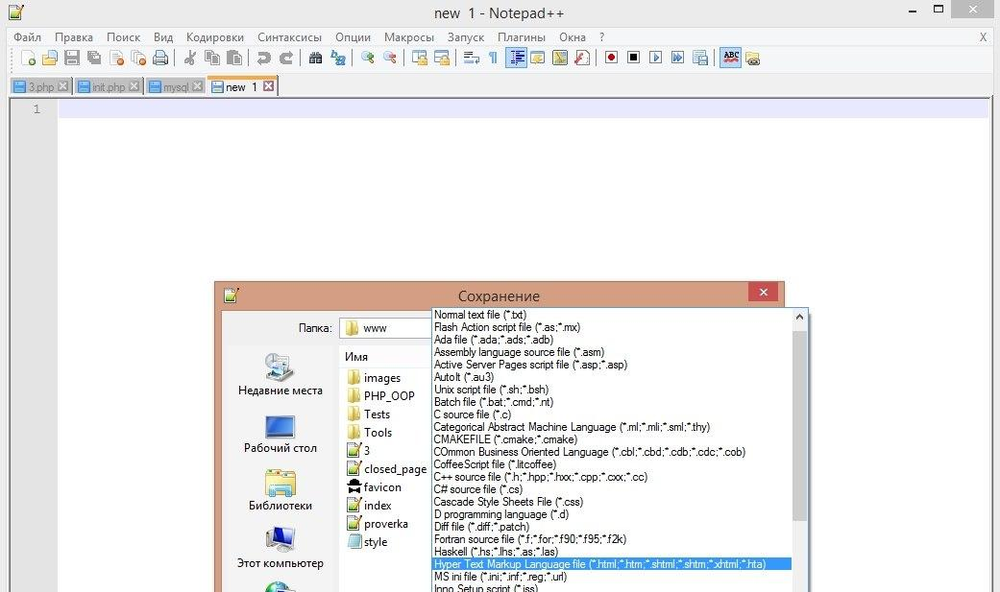 new 1 - Notepad++
Файл Правка Поиск Вид Кодировки Синтаксисы Опции Макросы Запуск Плагины Окна ? X
ABC
3.php init.php mysql new 1
1
Сохранение
Папка: www
Имя
Недавние места
Рабочий стол
Библиотеки
Этот компьютер
images
PHP_OOP
Tests
Tools
3
closed_page
favicon
index
proverka
style
Normal text file (*.txt)
Flash Action script file (*.as;*.mx)
Ada file (*.ada;*.ads;*.adb)
Assembly language source file (*.asm)
Active Server Pages script file (*.asp;*.asp)
AutoIt (*.au3)
Unix script file (*.sh;*.bsh)
Batch file (*.bat;*.cmd;*.nt)
C source file (*.c)
Categorical Abstract Machine Language (*.ml;*.mli;*.sml;*.thy)
CMAKEFILE (*.cmake;*.cmake)
COmmon Business Oriented Language (*.cbl;*.cbd;*.cdb;*.cdc;*.cob)
CoffeeScript file (*.litcoffee)
C++ source file (*.h;*.hpp;*.hxx;*.cpp;*.cxx;*.cc)
C# source file (*.cs)
Cascade Style Sheets File (*.css)
D programming language (*.d)
Diff file (*.diff;*.patch)
Fortran source file (*.f;*.for;*.f90;*.f95;*.f2k)
Haskell (*.hs;*.lhs;*.as;*.las)
Hyper Text Markup Language file (*.html;*.htm;*.shtml;*.shtm;*.xhtml;*.hta)
MS ini file (*.ini;*.inf;*.reg;*.url)
Inno Setup script (*.iss)